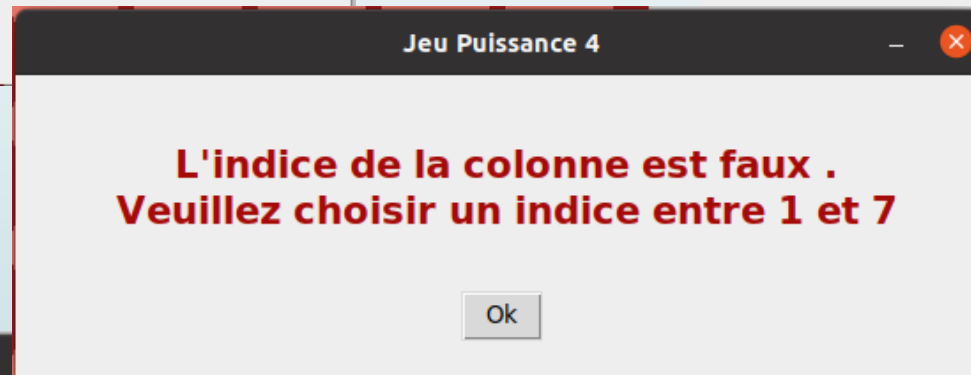 Jeu Puissance 4
L'indice de la colonne est faux .
Veuillez choisir un indice entre 1 et 7
Ok